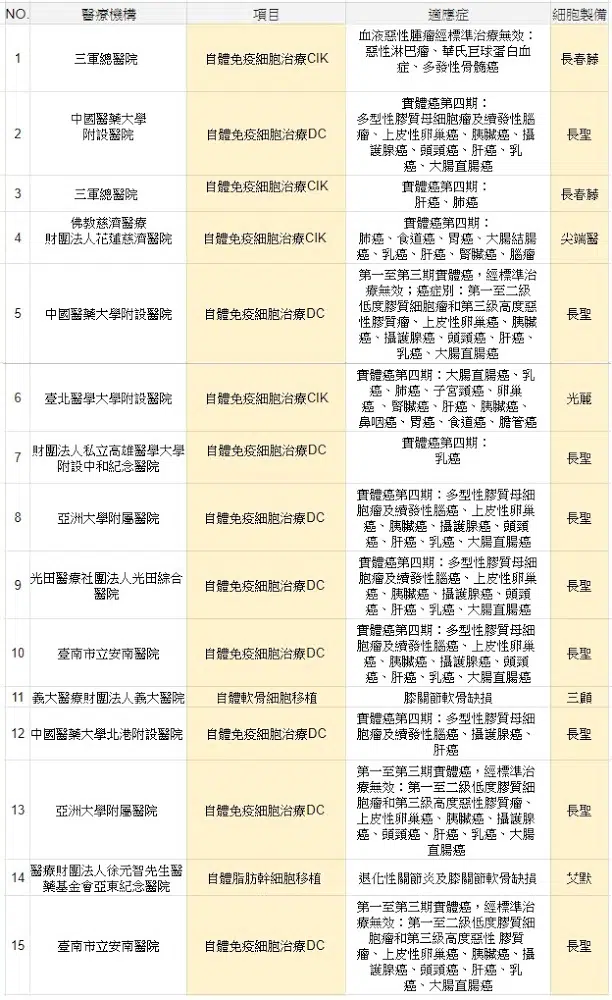 NO. 醫療機構 項目 適應症 細胞製備
1 三軍總醫院 自體免疫細胞治療CIK 血液惡性腫瘤經標準治療無效：
惡性淋巴瘤、華氏巨球蛋白血
症、多發性骨髓癌 長春藤
2 中國醫藥大學
附設醫院 自體免疫細胞治療DC 實體癌第四期：
多型性膠質母細胞瘤及續發性腦
瘤、上皮性卵巢癌、胰臟癌、攝
護腺癌、頭頸癌、肝癌、乳
癌、大腸直腸癌 長聖
3 三軍總醫院 自體免疫細胞治療CIK 實體癌第四期：
肝癌、肺癌 長春藤
4 佛教慈濟醫療
財團法人花蓮慈濟醫院 自體免疫細胞治療CIK 實體癌第四期：
肺癌、食道癌、胃癌、大腸結腸
癌、乳癌、肝癌、腎臟癌、腦瘤 尖端醫
5 中國醫藥大學附設醫院 自體免疫細胞治療DC 第一至第三期實體癌，經標準治
療無效；癌症別：第一至二級
低度膠質細胞瘤和第三級高度惡
性膠質瘤、上皮性卵巢癌、胰臟
癌、攝護腺癌、頭頸癌、肝癌、
乳癌、大腸直腸癌 長聖
6 臺北醫學大學附設醫院 自體免疫細胞治療CIK 實體癌第四期：大腸直腸癌、乳
癌、肺癌、子宮頸癌、卵巢
癌 、腎臟癌、肝癌、胰臟癌、
鼻咽癌、胃癌、食道癌、膽管癌 光麗
7 財團法人私立高雄醫學大學
附設中和紀念醫院 自體免疫細胞治療DC 實體癌第四期：
乳癌 長聖
8 亞洲大學附屬醫院 自體免疫細胞治療DC 實體癌第四期：多型性膠質母細
胞瘤及續發性腦癌、上皮性卵巢
癌、胰臟癌、攝護腺癌、頭頸
癌、肝癌、乳癌、大腸直腸癌 長聖
9 光田醫療社團法人光田綜合
醫院 自體免疫細胞治療DC 實體癌第四期：多型性膠質母細
胞瘤及續發性腦癌、上皮性卵巢
癌、胰臟癌、攝護腺癌、頭頸
癌、肝癌、乳癌、大腸直腸癌 長聖
10 臺南市立安南醫院 自體免疫細胞治療DC 實體癌第四期：多型性膠質母細
胞瘤及續發性腦癌、上皮性卵巢
癌、胰臟癌、攝護腺癌、頭頸
癌、肝癌、乳癌、大腸直腸癌 長聖
11 義大醫療財團法人義大醫院 自體軟骨細胞移植 膝關節軟骨缺損 三顧
12 中國醫藥大學北港附設醫院 自體免疫細胞治療DC 實體癌第四期：多型性膠質母細
胞瘤及續發性腦癌、攝護腺癌、
肝癌 長聖
13 亞洲大學附屬醫院 自體免疫細胞治療DC 第一至第三期實體癌，經標準治
療無效：第一至二級低度膠質細
胞瘤和第三級高度惡性膠質瘤、
上皮性卵巢癌、胰臟癌、攝護腺
癌、頭頸癌、肝癌、乳癌、大腸
直腸癌 長聖
14 醫療財團法人徐元智先生醫
藥基金會亞東紀念醫院 自體脂肪幹細胞移植 退化性關節炎及膝關節軟骨缺損 艾默
15 臺南市立安南醫院 自體免疫細胞治療DC 第一至第三期實體癌，經標準治
療無效：第一至二級低度膠質細
胞瘤和第三級高度惡性 膠質
瘤、上皮性卵巢癌、胰臟癌、攝
護腺癌、頭頸癌、肝癌、乳
癌、大腸直腸癌 長聖